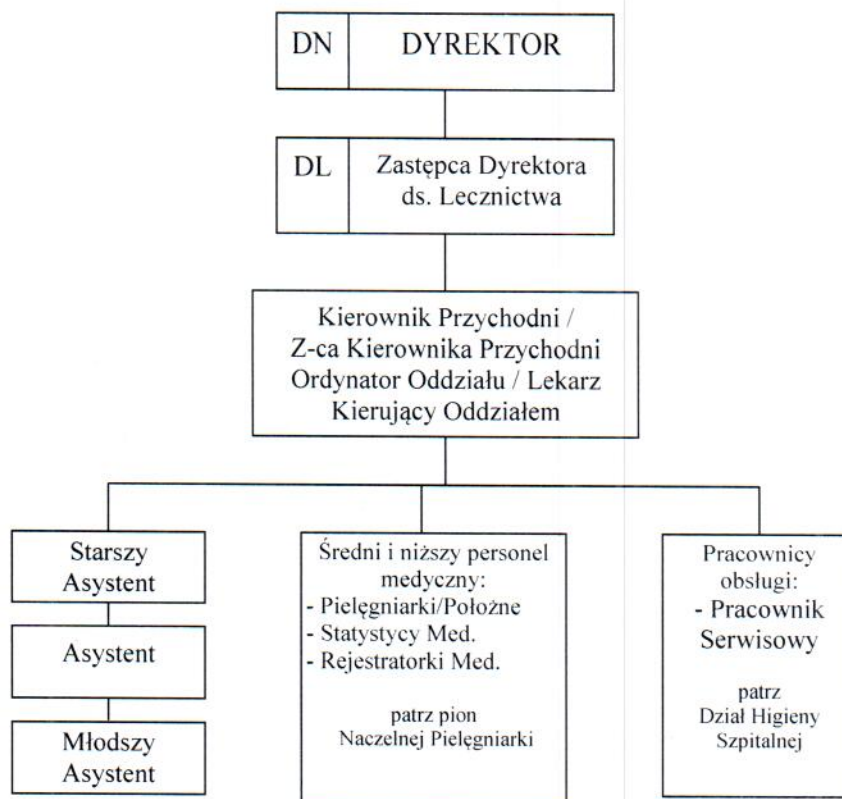 DN DYREKTOR
DL Zastępca Dyrektora
ds. Lecznictwa
Kierownik Przychodni /
Z-ca Kierownika Przychodni
Ordynator Oddziału / Lekarz
Kierujący Oddziałem
Starszy
Asystent
Asystent
Młodszy
Asystent
Średni i niższy personel
medyczny:
- Pielęgniarki/Położne
- Statystycy Med.
- Rejestratorki Med.
patrz pion
Naczelnej Pielęgniarki
Pracownicy
obsługi:
- Pracownik
Serwisowy
patrz
Dział Higieny
Szpitalnej